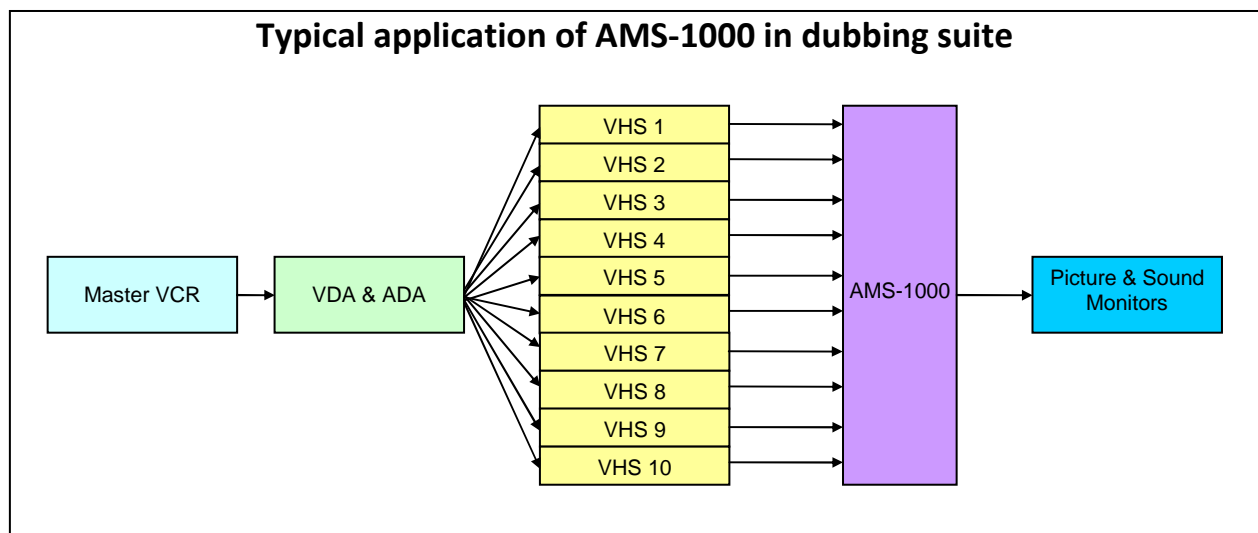 Typical application of AMS-1000 in dubbing suite
VHS 1
VHS 2
VHS 3
VHS 4
VHS 5
VHS 6
VHS 7
VHS 8
VHS 9
VHS 10
Master VCR
VDA & ADA
AMS-1000
Picture & Sound
Monitors